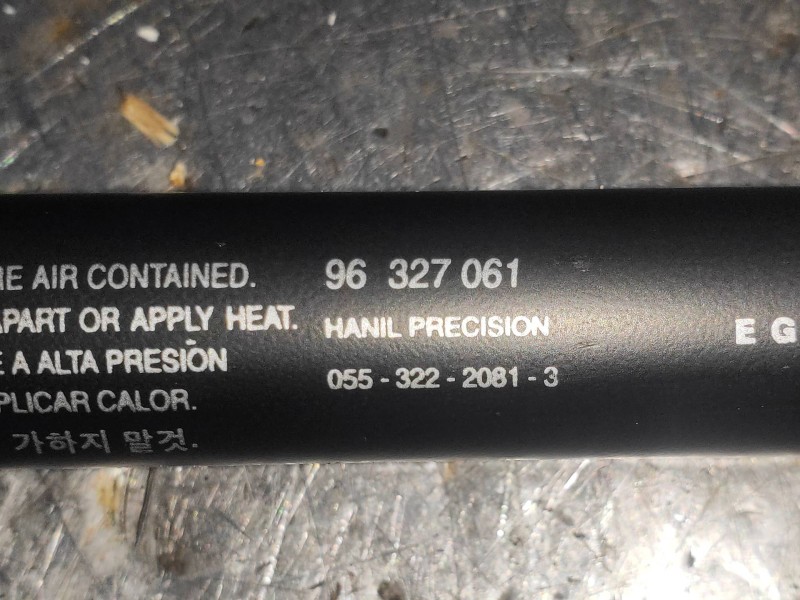 RE AIR CONTAINED.
APART OR APPLY HEAT.
E A ALTA PRESIÓN
PLICAR CALOR.
가하지 말것.
96 327 061
HANIL PRECISION
055 - 322 - 2081 - 3
E G